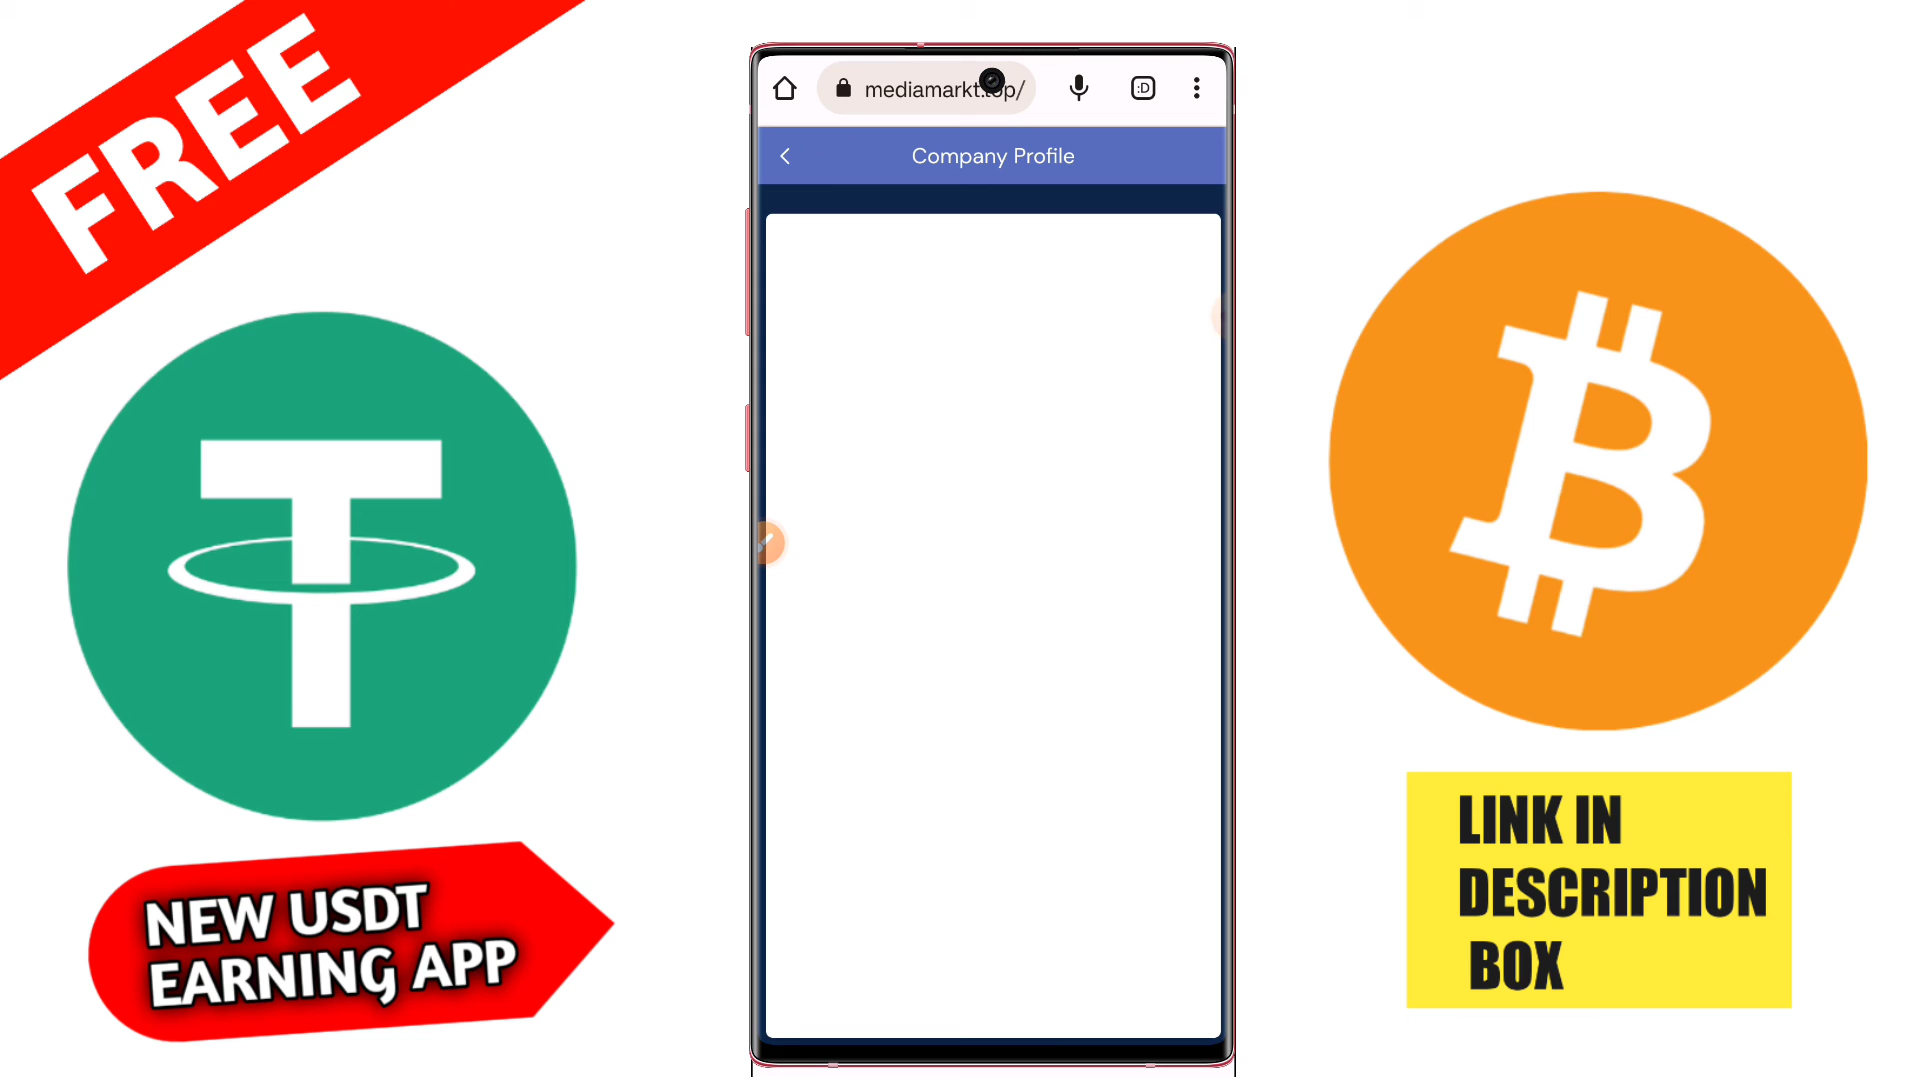 FREE
mediamarkt.top/
:D
Company Profile
NEW USDT
EARNING APP
LINK IN
DESCRIPTION
BOX